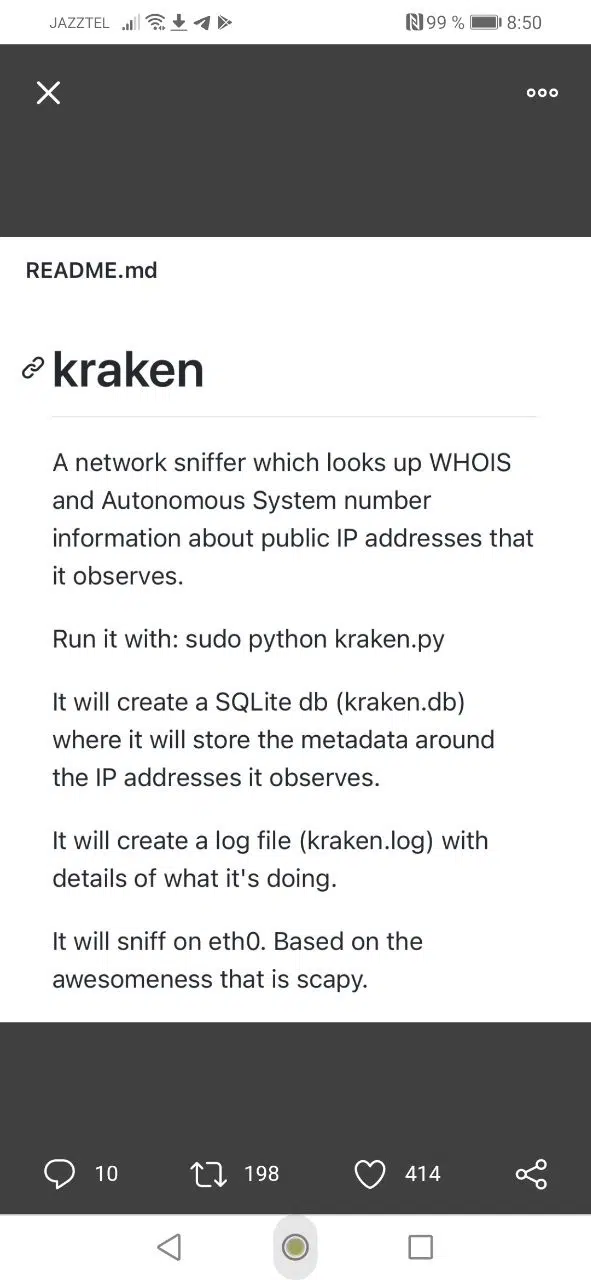 JAZZTEL 99 % 8:50
README.md
kraken
A network sniffer which looks up WHOIS
and Autonomous System number
information about public IP addresses that
it observes.
Run it with: sudo python kraken.py
It will create a SQLite db (kraken.db)
where it will store the metadata around
the IP addresses it observes.
It will create a log file (kraken.log) with
details of what it's doing.
It will sniff on eth0. Based on the
awesomeness that is scapy.
10 198 414